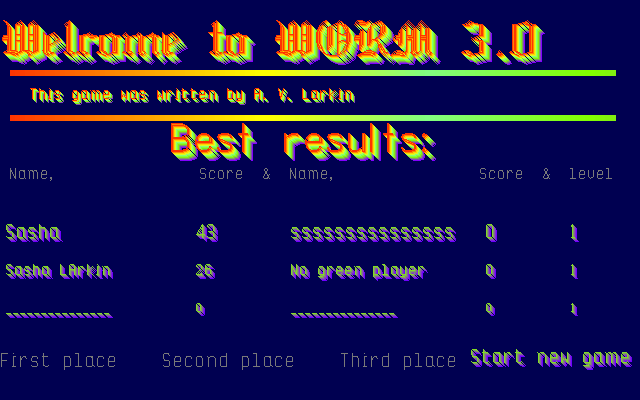 Welcome to WORM 3.0
This game was written by A. V. Larkin
Best results:
Name, Score & Name, Score & level
Sasha 43 sssssssssssssss 0 1
Sasha LArkIn 26 No green player 0 1
_______________ 0 _______________ 0 1
First place Second place Third place Start new game